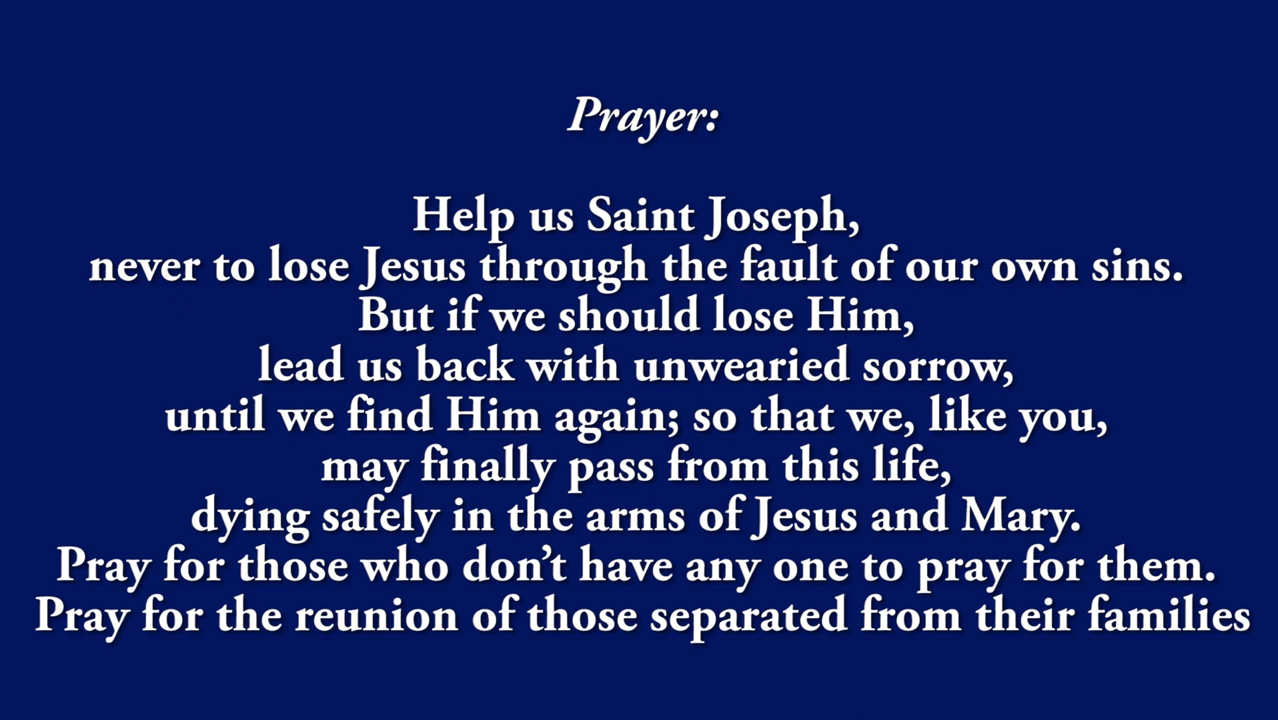 Prayer:
Help us Saint Joseph,
never to lose Jesus through the fault of our own sins.
But if we should lose Him,
lead us back with unwearied sorrow,
until we find Him again; so that we, like you,
may finally pass from this life,
dying safely in the arms of Jesus and Mary.
Pray for those who don’t have any one to pray for them.
Pray for the reunion of those separated from their families